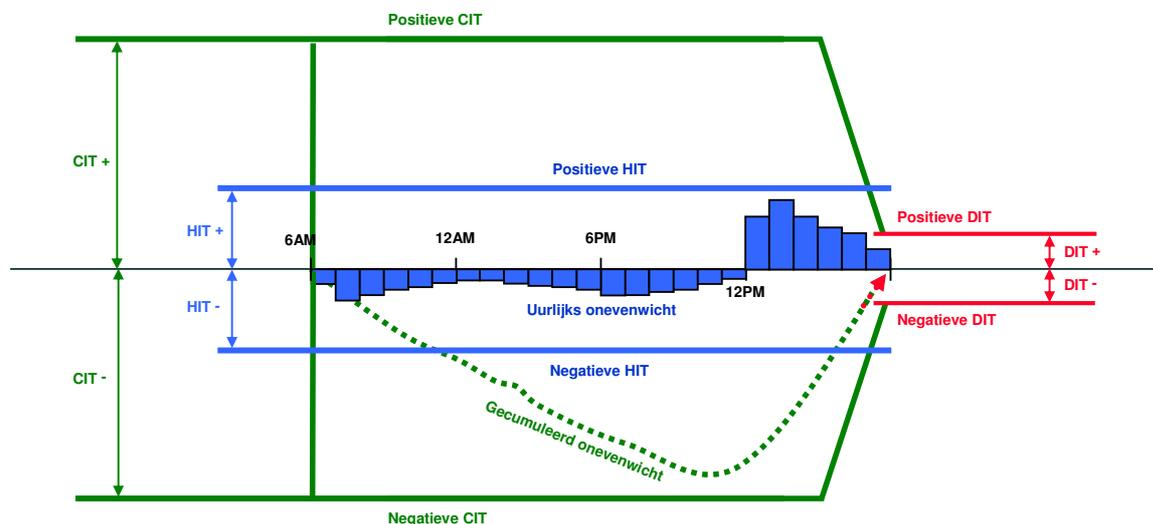 Positieve CIT
CIT +
Positieve HIT
HIT +
Positieve DIT
6AM
12AM
6PM
DIT +
DIT -
12PM
HIT -
Uurlijks onevenwicht
Negatieve DIT
Negatieve HIT
CIT -
Gecumuleerd onevenwicht
Negatieve CIT